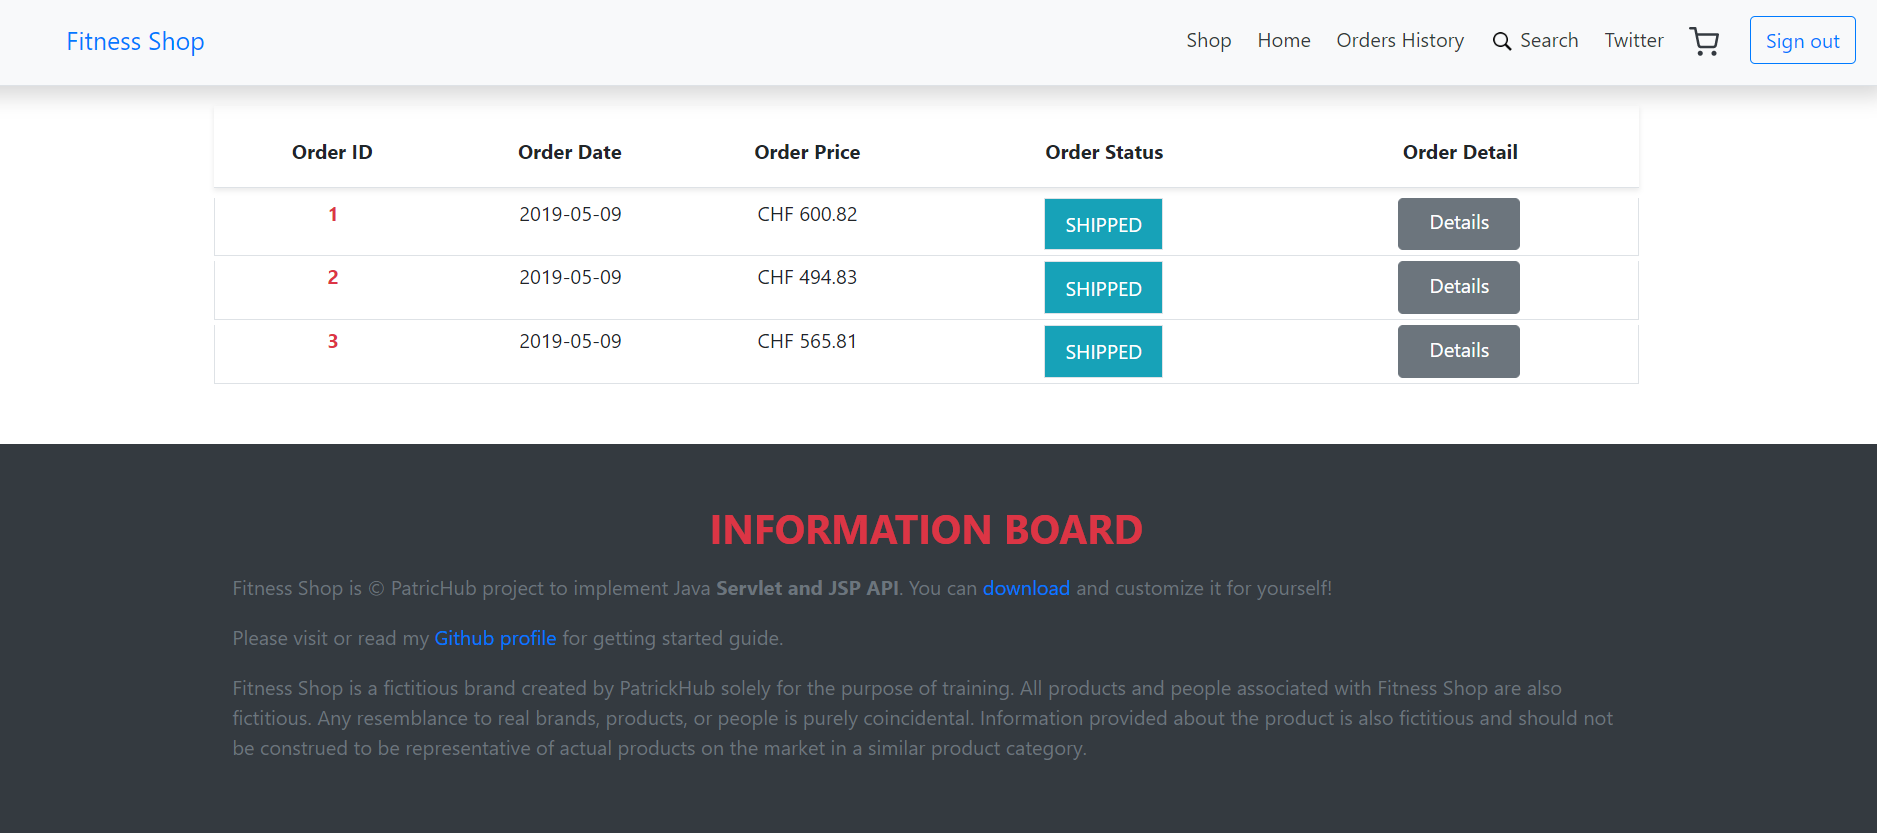 Fitness Shop Shop Home Orders History Search Twitter Sign out
Order ID Order Date Order Price Order Status Order Detail
1 2019-05-09 CHF 600.82 SHIPPED Details
2 2019-05-09 CHF 494.83 SHIPPED Details
3 2019-05-09 CHF 565.81 SHIPPED Details
INFORMATION BOARD
Fitness Shop is © PatricHub project to implement Java Servlet and JSP API. You can download and customize it for yourself!
Please visit or read my Github profile for getting started guide.
Fitness Shop is a fictitious brand created by PatrickHub solely for the purpose of training. All products and people associated with Fitness Shop are also
fictitious. Any resemblance to real brands, products, or people is purely coincidental. Information provided about the product is also fictitious and should not
be construed to be representative of actual products on the market in a similar product category.